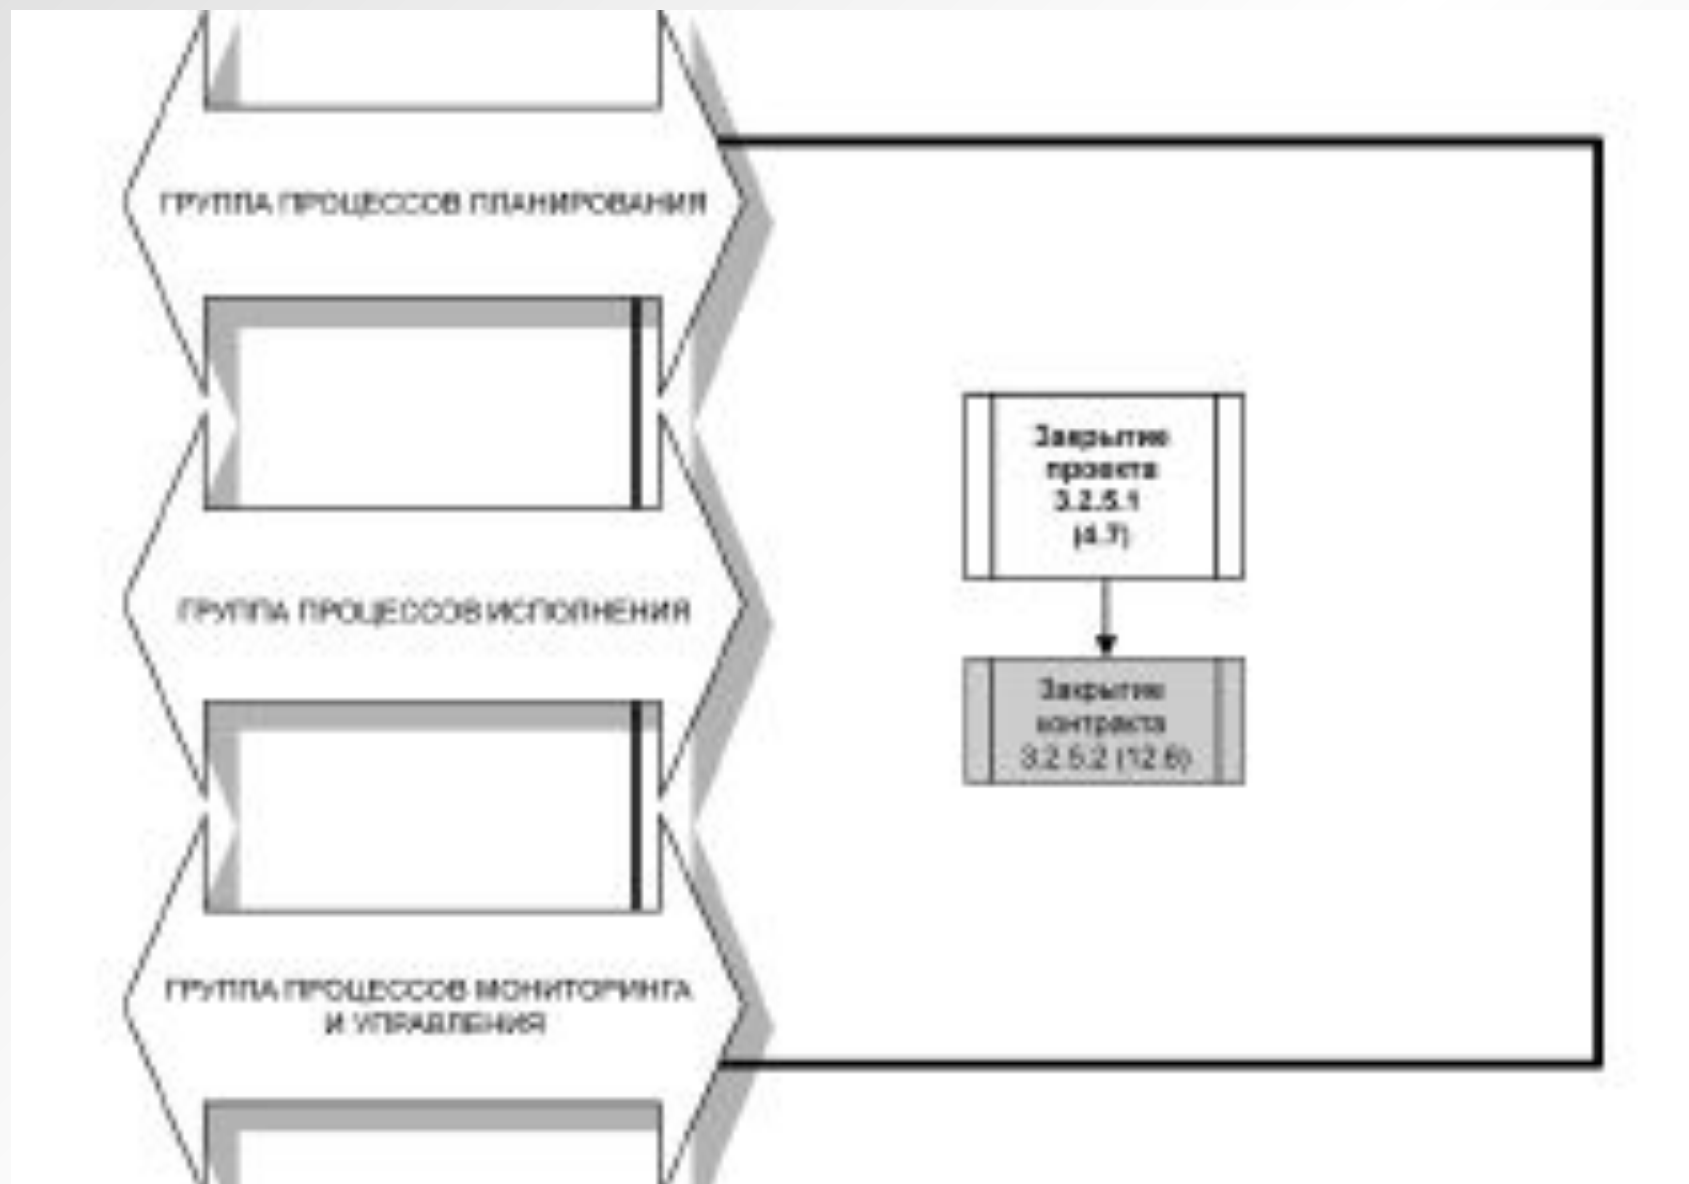 ГРУППА ПРОЦЕССОВ ПЛАНИРОВАНИЯ
ГРУППА ПРОЦЕССОВ ИСПОЛНЕНИЯ
ГРУППА ПРОЦЕССОВ МОНИТОРИНГА
И УПРАВЛЕНИЯ
Закрытие
проекта
3.2.5.1
(4.7)
Закрытие
контракта
3.2.5.2 (12.6)